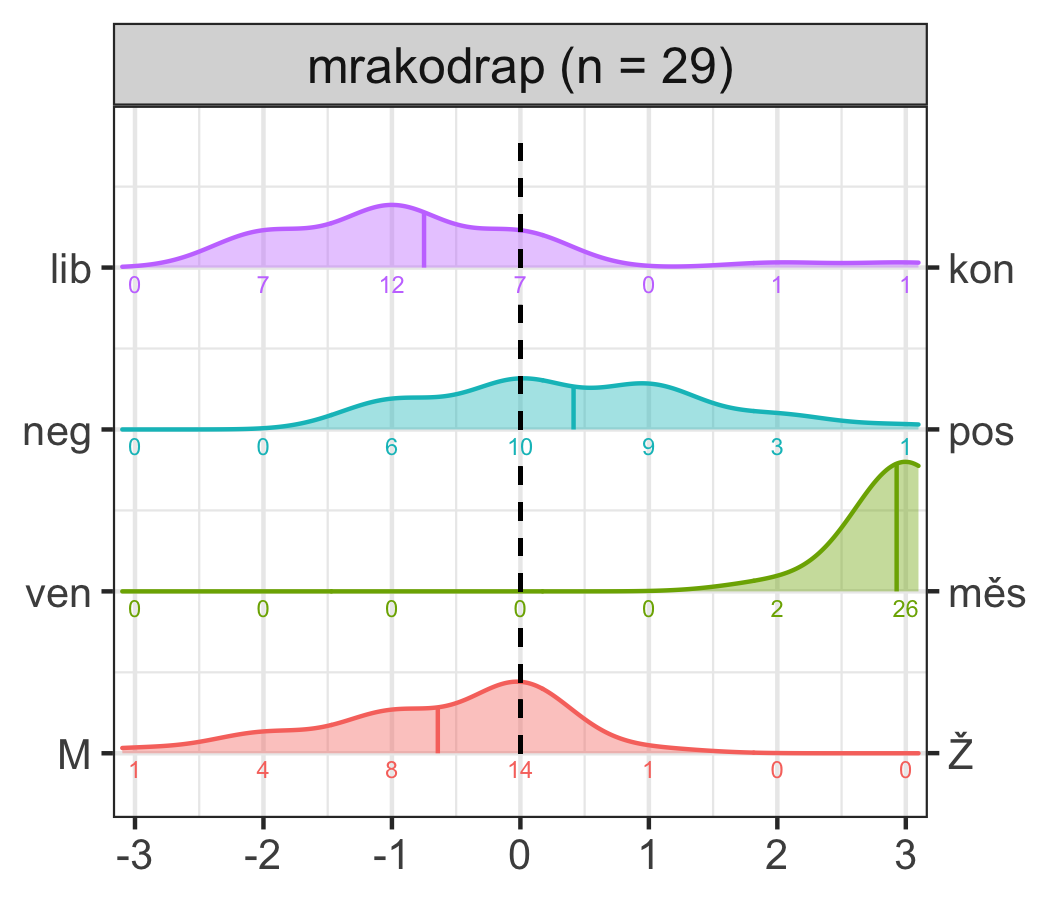 mrakodrap (n = 29)
lib kon
0 7 12 7 0 1 1
neg pos
0 0 6 10 9 3 1
ven měs
0 0 0 0 0 2 26
M Ž
1 4 8 14 1 0 0
-3 -2 -1 0 1 2 3